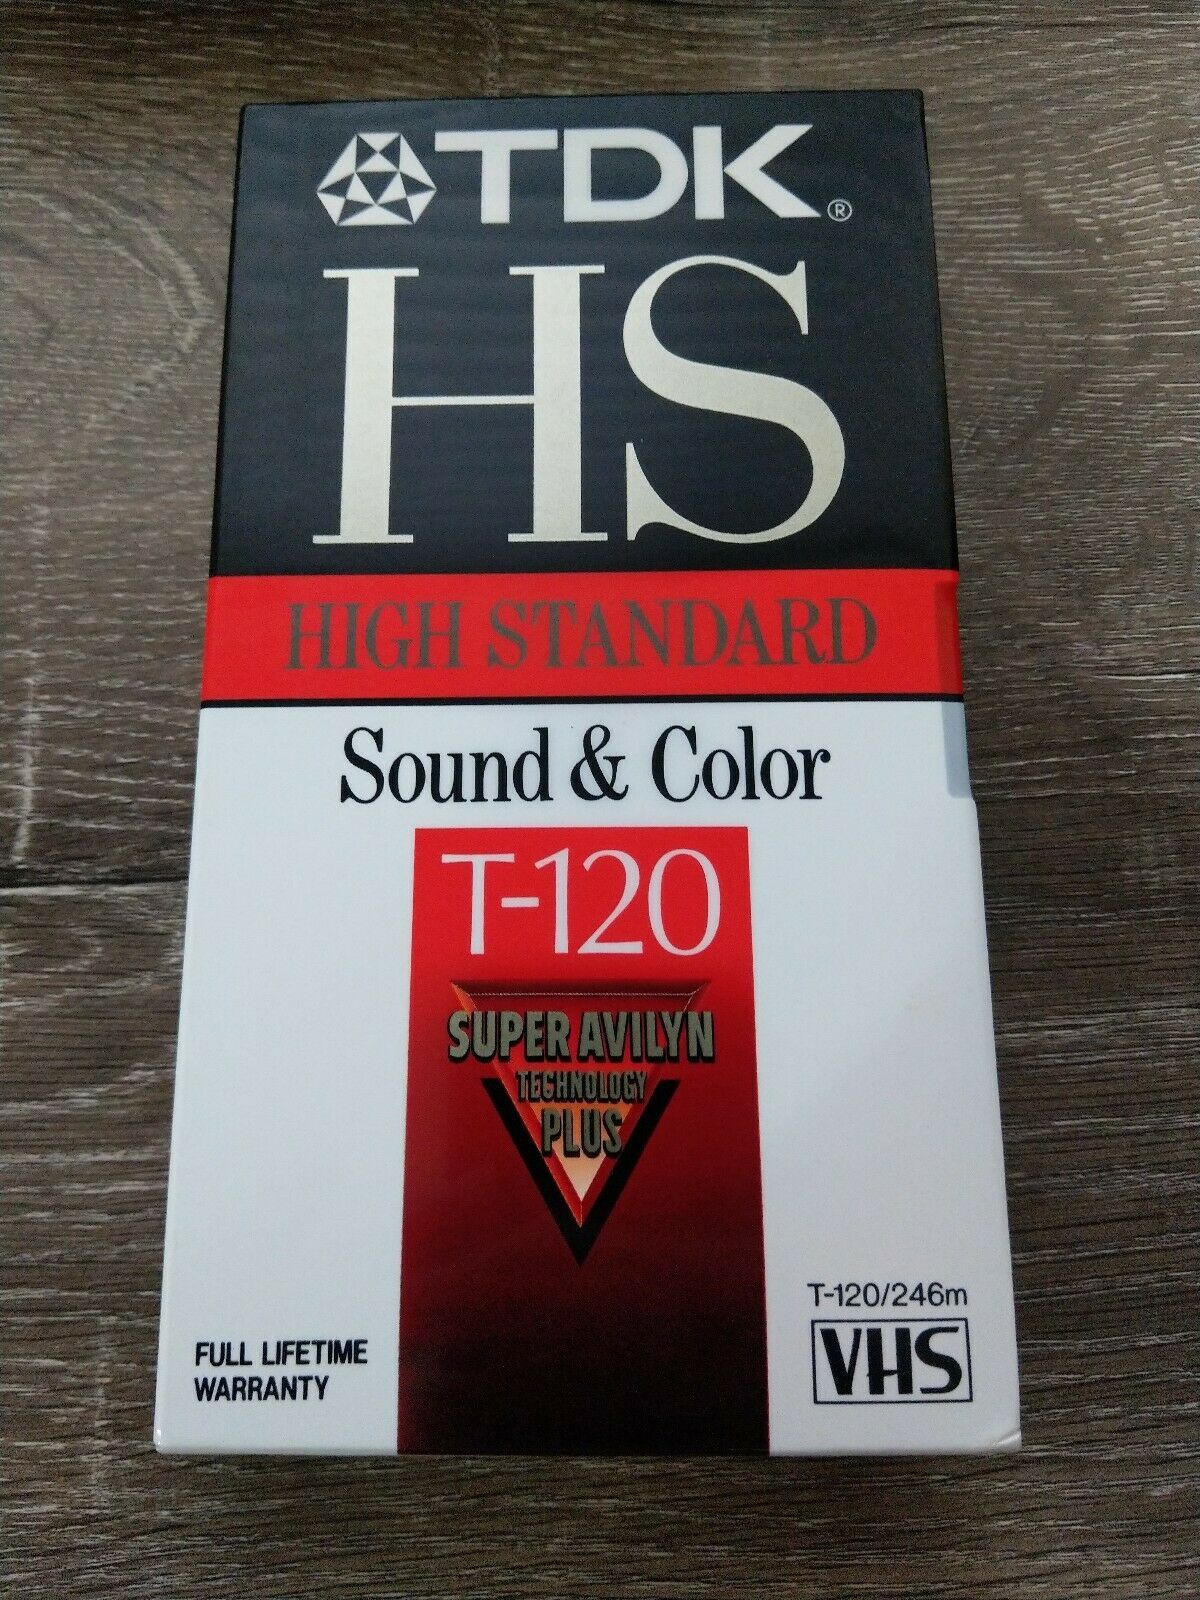 TDK®
HS
HIGH STANDARD
Sound & Color
T-120
SUPER AVILYN
TECHNOLOGY
PLUS
T-120/246m
VHS
FULL LIFETIME
WARRANTY